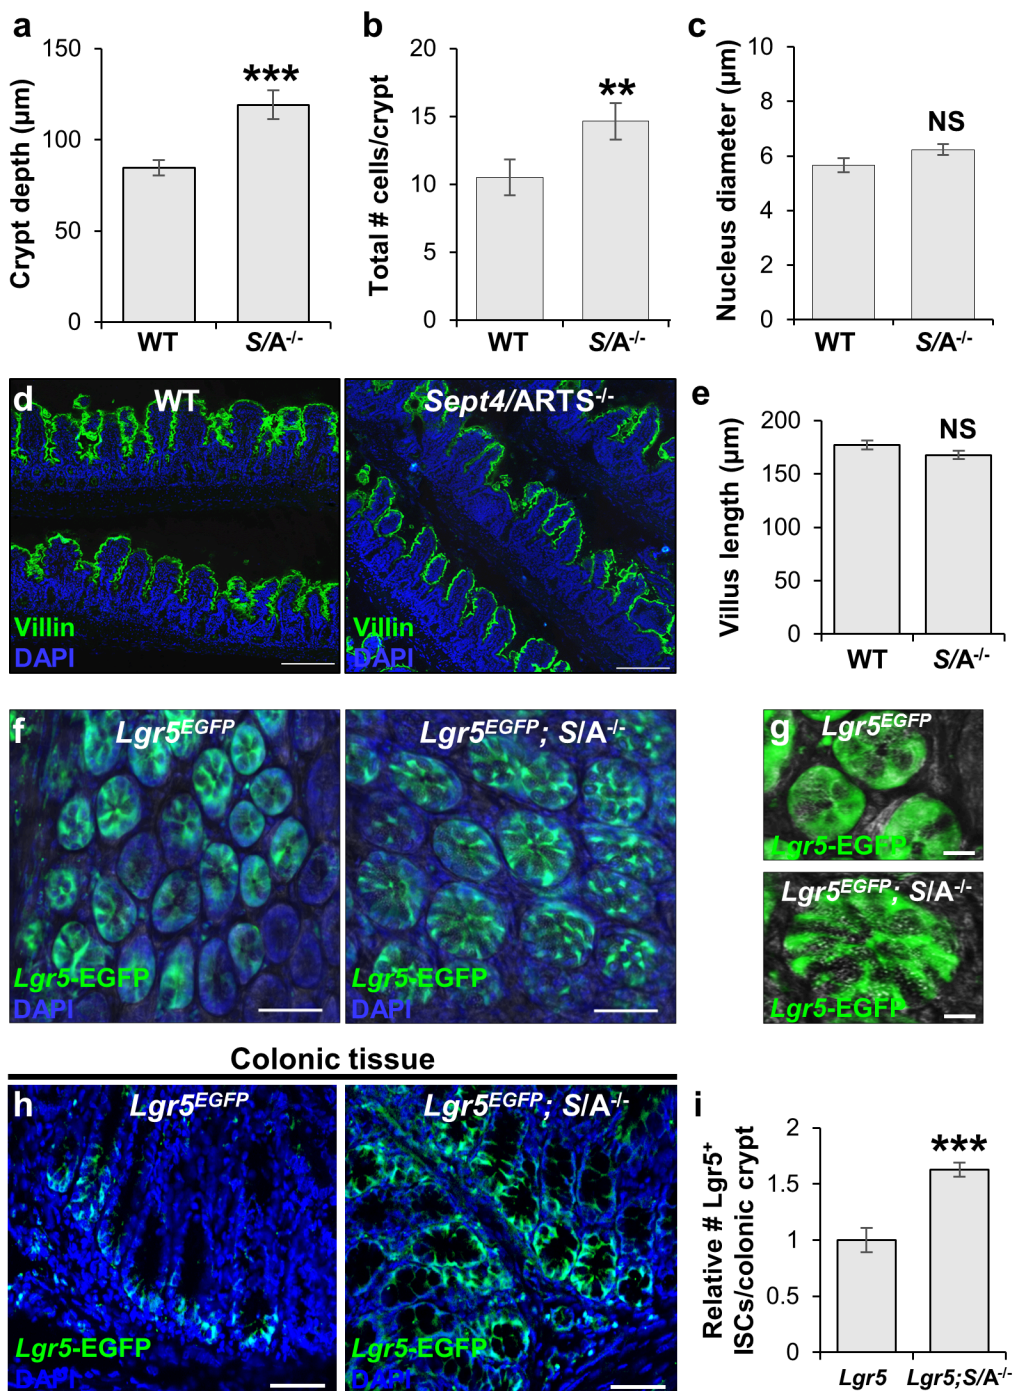 a
Crypt depth (µm)
150
100
50
0
***
WT
S/A-/-
b
Total # cells/crypt
20
15
10
5
0
**
WT
S/A-/-
c
Nucleus diameter (µm)
10
8
6
4
2
0
NS
WT
S/A-/-
d
WT
Villin
DAPI
Sept4/ARTS-/-
Villin
DAPI
e
Villus length (µm)
200
150
100
50
0
NS
WT
S/A-/-
f
Lgr5EGFP
Lgr5-EGFP
DAPI
Lgr5EGFP; S/A-/-
Lgr5-EGFP
DAPI
g
Lgr5EGFP
Lgr5-EGFP
Lgr5EGFP; S/A-/-
Lgr5-EGFP
Colonic tissue
h
Lgr5EGFP
Lgr5-EGFP
DAPI
Lgr5EGFP; S/A-/-
Lgr5-EGFP
DAPI
i
Relative # Lgr5+
ISCs/colonic crypt
2
1.5
1
0.5
0
***
Lgr5
Lgr5;S/A-/-